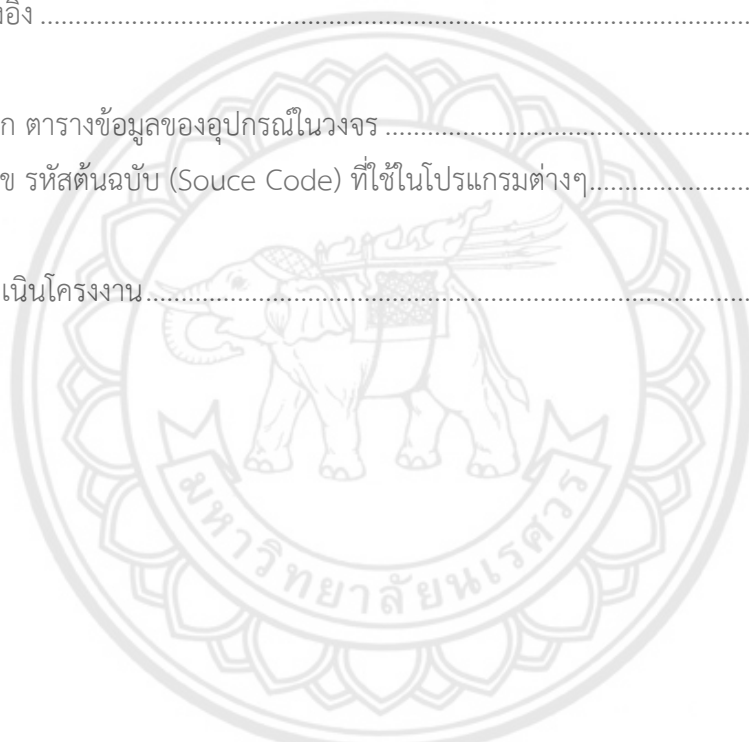 งอิง ........................................................................
ก ตารางข้อมูลของอุปกรณ์ในวงจร ........................................
ข รหัสต้นฉบับ (Souce Code) ที่ใช้ในโปรแกรมต่างๆ..................
เนินโครงงาน...............................................................
มหาวิทยาลัยนเรศวร